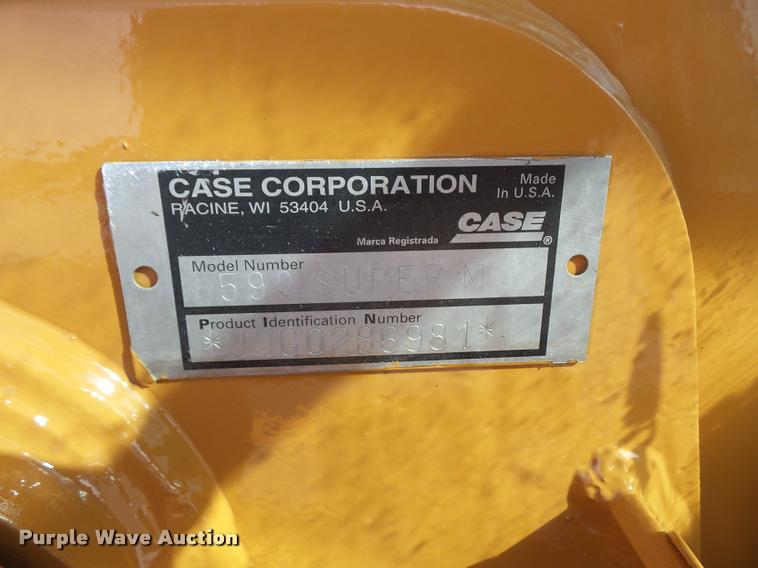 CASE CORPORATION
RACINE, WI 53404 U.S.A.
Made
In U.S.A.
CASE ®
Marca Registrada
Model Number
590 SUPER M
Product Identification Number
*JJG0286981*
Purple Wave Auction